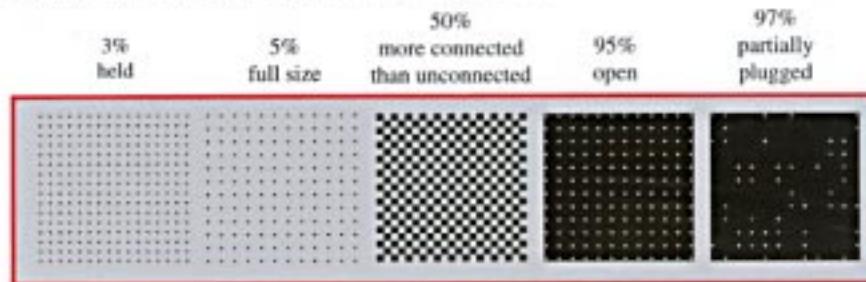 3%
held
5%
full size
50%
more connected
than unconnected
95%
open
97%
partially
plugged